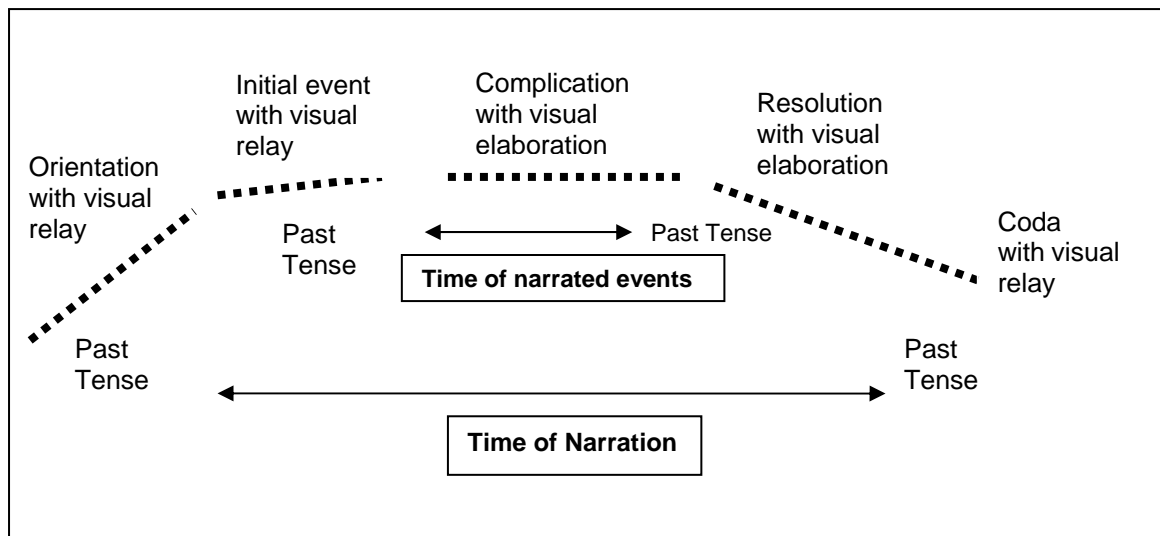 Orientation
with visual
relay
Initial event
with visual
relay
Complication
with visual
elaboration
Resolution
with visual
elaboration
Coda
with visual
relay
Past
Tense
Past Tense
Time of narrated events
Past
Tense
Past
Tense
Time of Narration